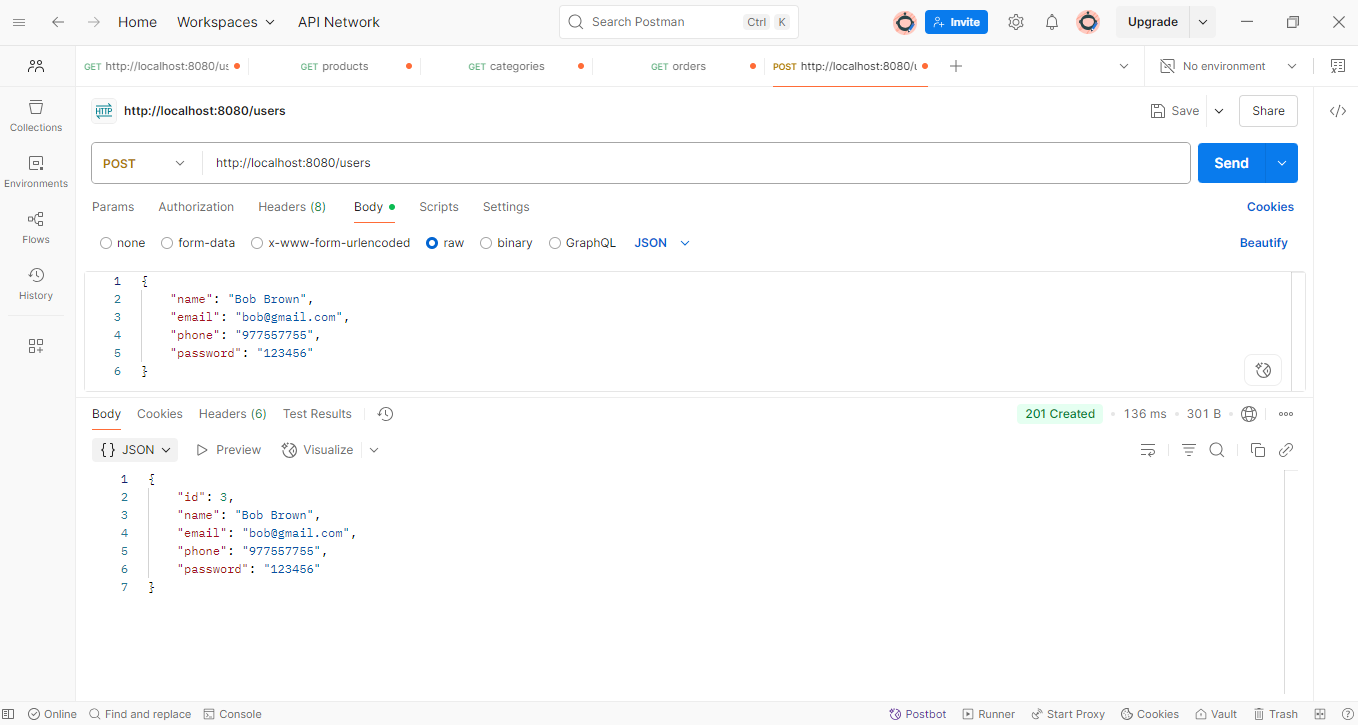 Home Workspaces API Network Search Postman Ctrl K Invite Upgrade
GET http://localhost:8080/us GET products GET categories GET orders POST http://localhost:8080/u No environment
HTTP http://localhost:8080/users Save Share
POST http://localhost:8080/users Send
Params Authorization Headers (8) Body Scripts Settings Cookies
none form-data x-www-form-urlencoded raw binary GraphQL JSON Beautify
Collections
Environments
Flows
History
1 {
2 "name": "Bob Brown",
3 "email": "bob@gmail.com",
4 "phone": "977557755",
5 "password": "123456"
6 }
Body Cookies Headers (6) Test Results 201 Created 136 ms 301 B
{} JSON Preview Visualize
1 {
2 "id": 3,
3 "name": "Bob Brown",
4 "email": "bob@gmail.com",
5 "phone": "977557755",
6 "password": "123456"
7 }
Online Find and replace Console Postbot Runner Start Proxy Cookies Vault Trash